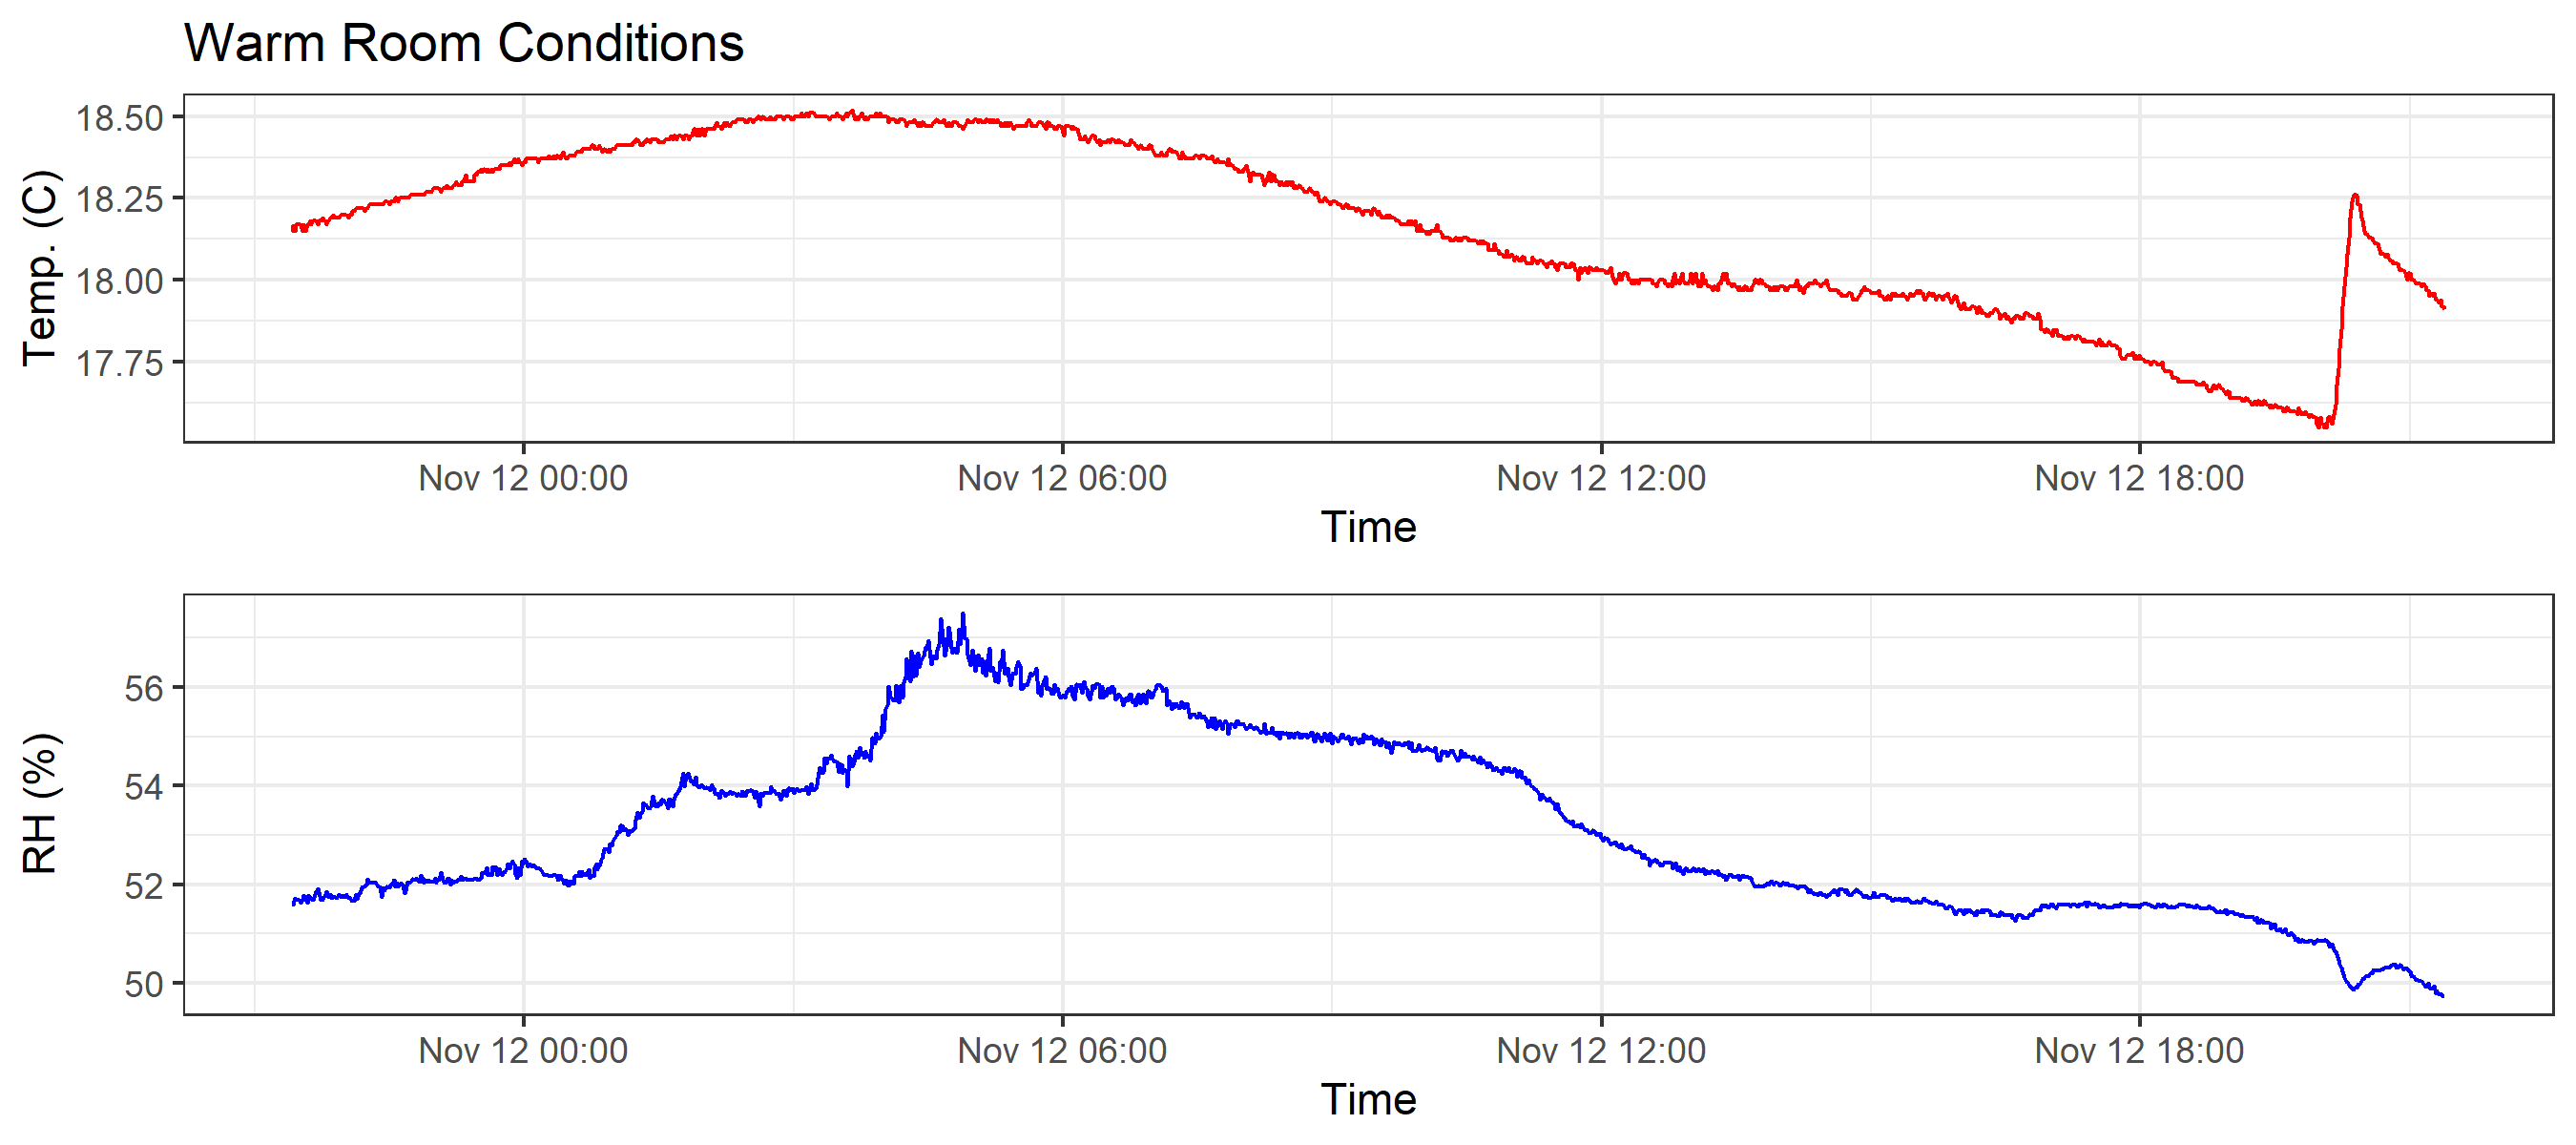 Warm Room Conditions
Temp. (C)
18.50
18.25
18.00
17.75
Nov 12 00:00 Nov 12 06:00 Nov 12 12:00 Nov 12 18:00
Time
RH (%)
56
54
52
50
Nov 12 00:00 Nov 12 06:00 Nov 12 12:00 Nov 12 18:00
Time